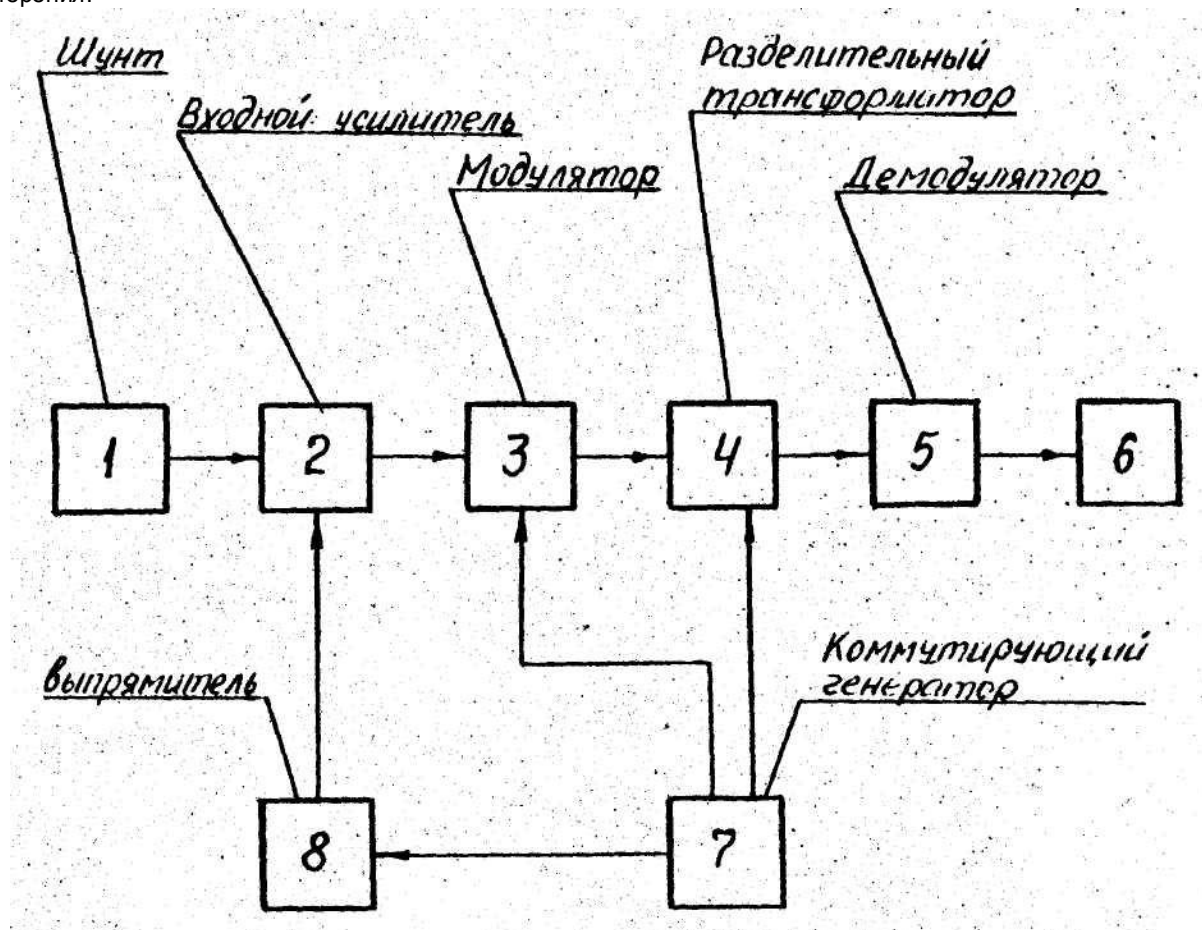 Шунт
Разделительный
трансформатор
Входной усилитель
Модулятор
Демодулятор
1
2
3
4
5
6
выпрямитель
Коммутирующий
генератор
8
7